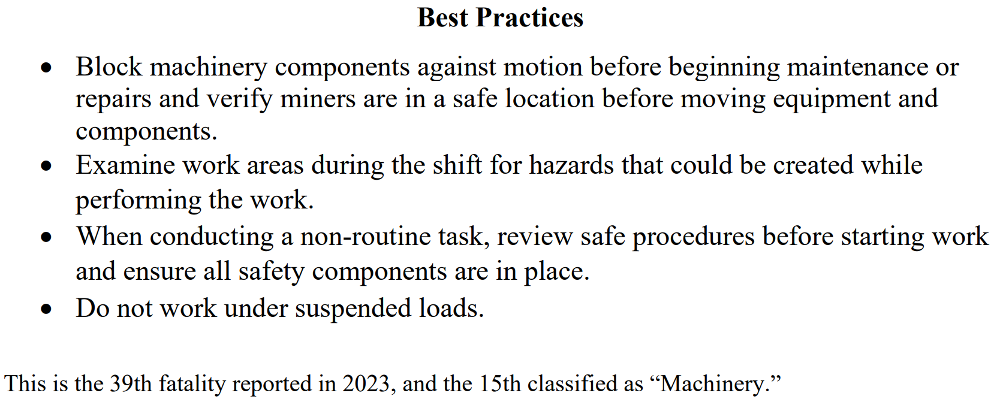 Best Practices
● Block machinery components against motion before beginning maintenance or
repairs and verify miners are in a safe location before moving equipment and
components.
● Examine work areas during the shift for hazards that could be created while
performing the work.
● When conducting a non-routine task, review safe procedures before starting work
and ensure all safety components are in place.
● Do not work under suspended loads.
This is the 39th fatality reported in 2023, and the 15th classified as “Machinery.”